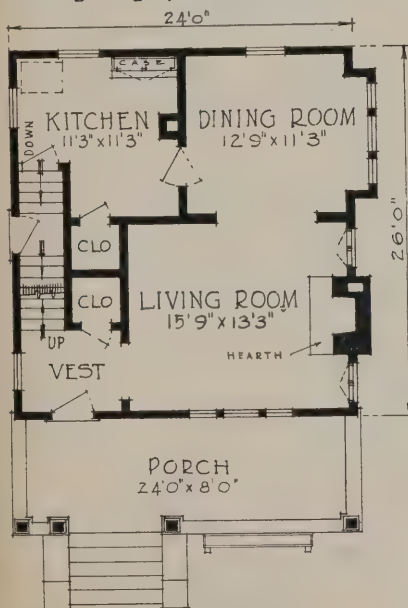 24'0"
CASE
KITCHEN
11'3"x11'3"
DINING ROOM
12'9"x11'3"
DOWN
26'0"
CLO
CLO
LIVING ROOM
15'9"x13'3"
HEARTH
UP
VEST
PORCH
24'0"x8'0"